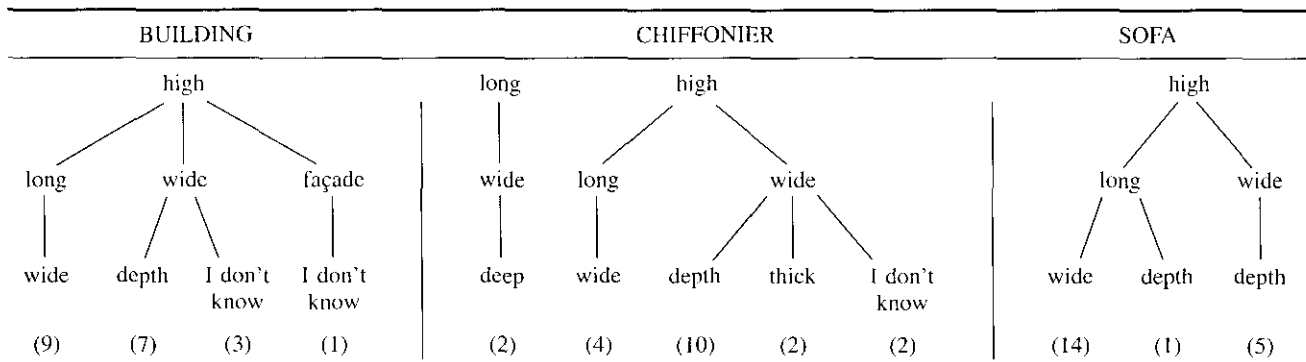 BUILDING CHIFFONIER SOFA
high long high high
long wide façade wide long wide long wide
wide depth I don't know I don't know deep wide depth thick I don't know wide depth depth
(9) (7) (3) (1) (2) (4) (10) (2) (2) (14) (1) (5)